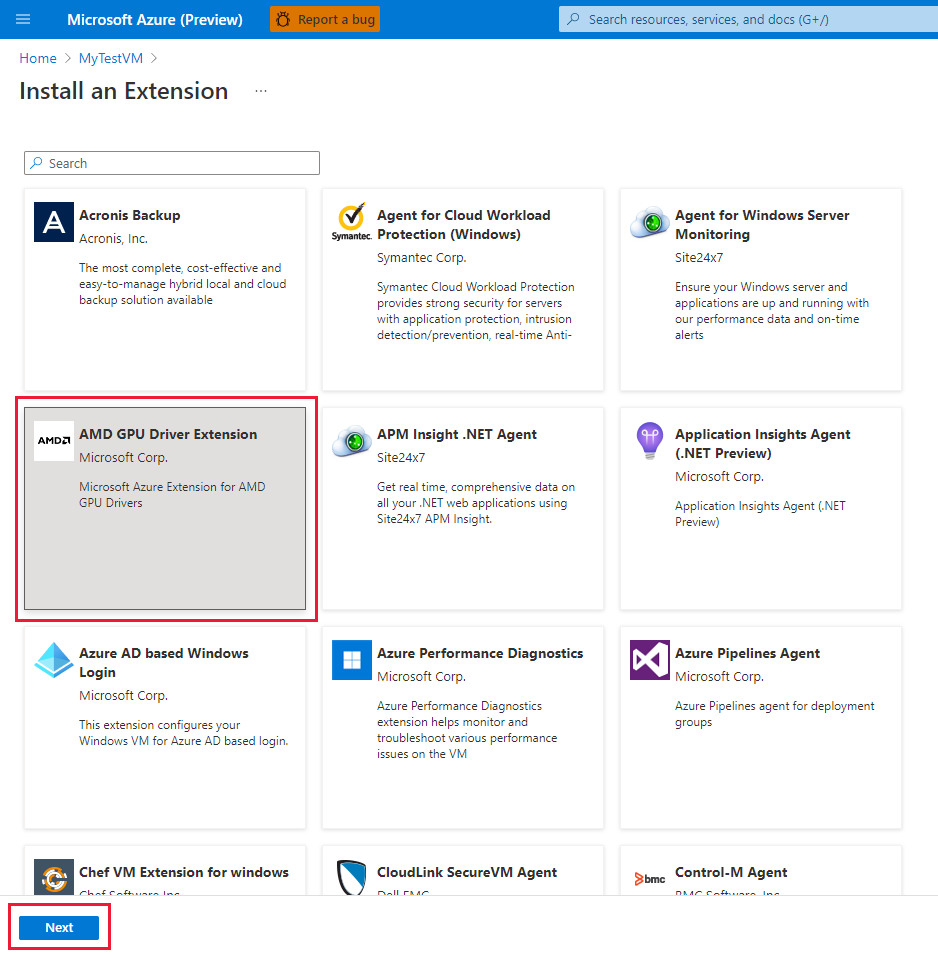 Microsoft Azure (Preview)
Report a bug
Search resources, services, and docs (G+/)
Home > MyTestVM >
Install an Extension ...
Search
Acronis Backup
Acronis, Inc.
The most complete, cost-effective and
easy-to-manage hybrid local and cloud
backup solution available
Symantec.
Agent for Cloud Workload
Protection (Windows)
Symantec Corp.
Symantec Cloud Workload Protection
provides strong security for servers
with application protection, intrusion
detection/prevention, real-time Anti-
Agent for Windows Server
Monitoring
Site24x7
Ensure your Windows server and
applications are up and running with
our performance data and on-time
alerts
AMD
AMD GPU Driver Extension
Microsoft Corp.
Microsoft Azure Extension for AMD
GPU Drivers
APM Insight .NET Agent
Site24x7
Get real time, comprehensive data on
all your .NET web applications using
Site24x7 APM Insight.
Application Insights Agent
(.NET Preview)
Microsoft Corp.
Application Insights Agent (.NET
Preview)
Azure AD based Windows
Login
Microsoft Corp.
This extension configures your
Windows VM for Azure AD based login.
Azure Performance Diagnostics
Microsoft Corp.
Azure Performance Diagnostics
extension helps monitor and
troubleshoot various performance
issues on the VM
Azure Pipelines Agent
Microsoft Corp.
Azure Pipelines agent for deployment
groups
Chef VM Extension for windows
Chef Software Inc.
CloudLink SecureVM Agent
Dell EMC
bmc
Control-M Agent
BMC Software, Inc.
Next